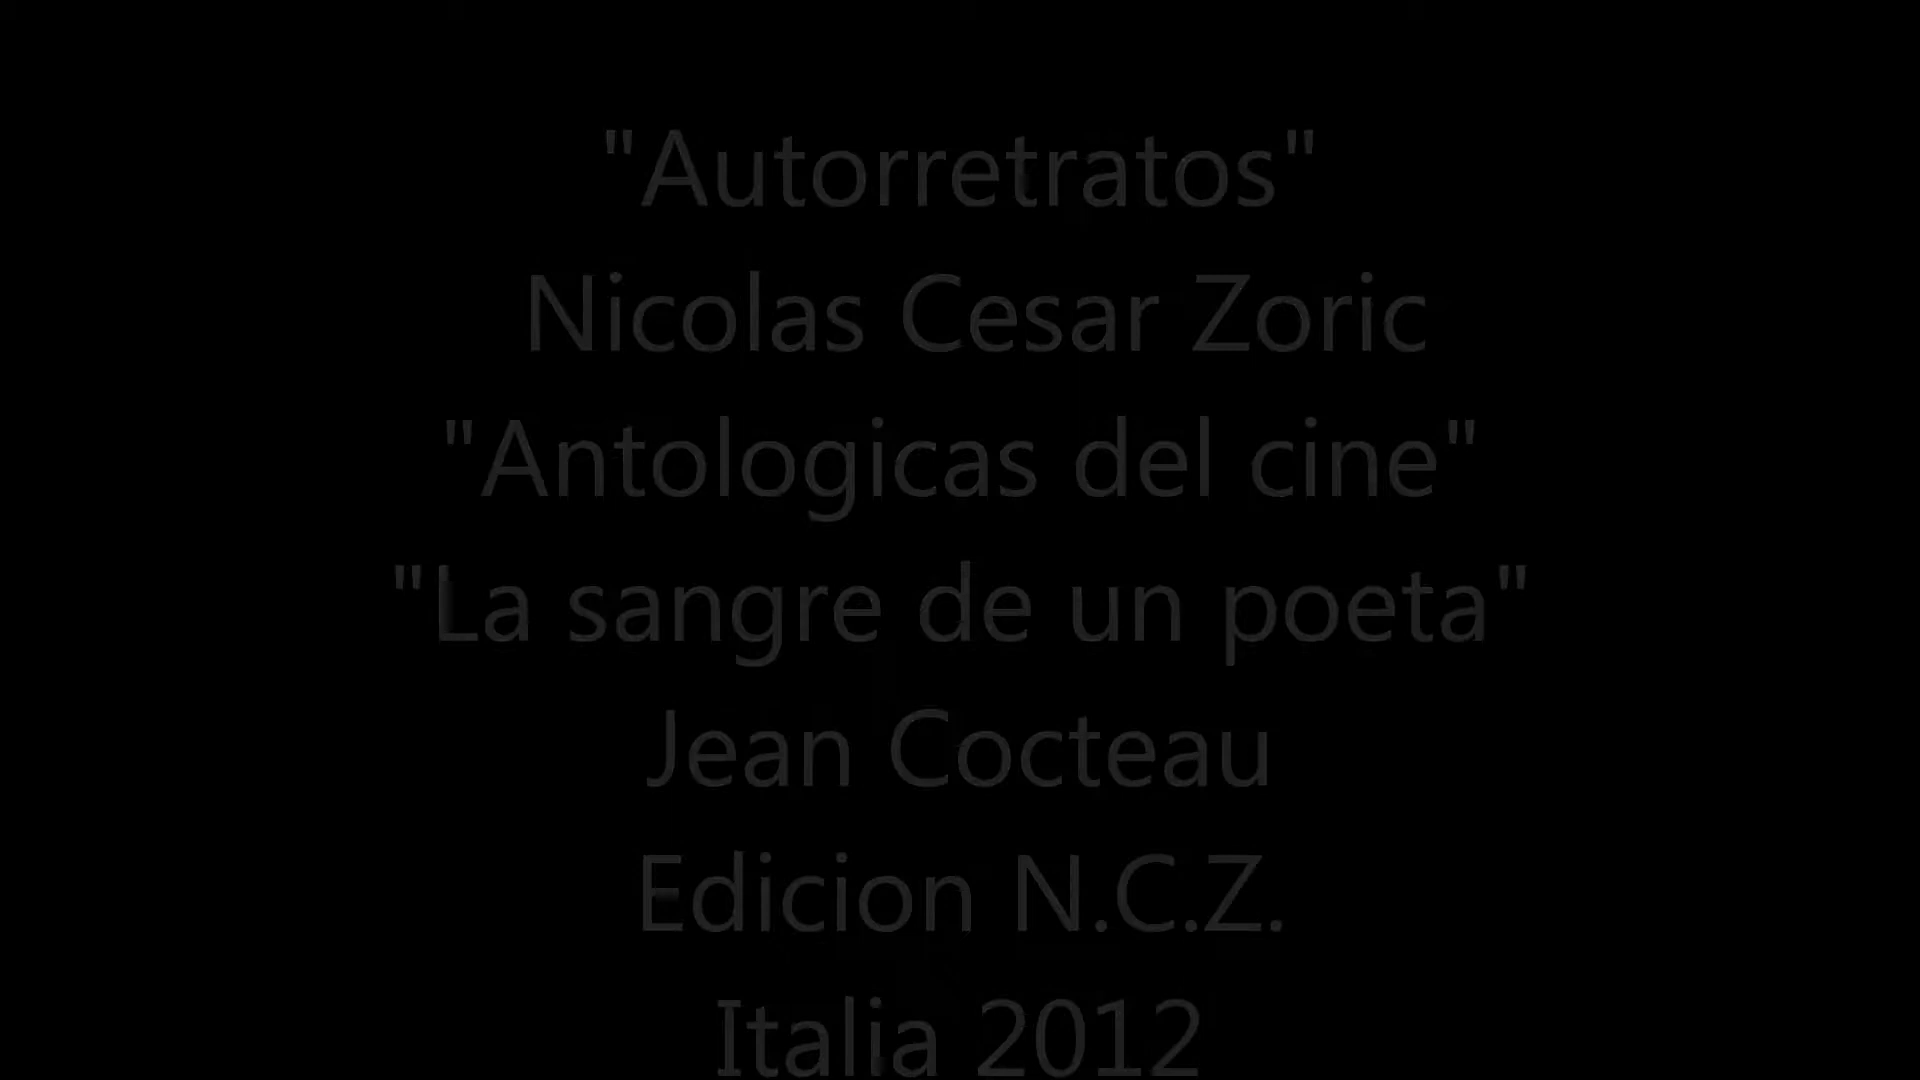 "Autorretratos"
Nicolas Cesar Zoric
"Antologicas del cine"
"La sangre de un poeta"
Jean Cocteau
Edicion N.C.Z.
Italia 2012